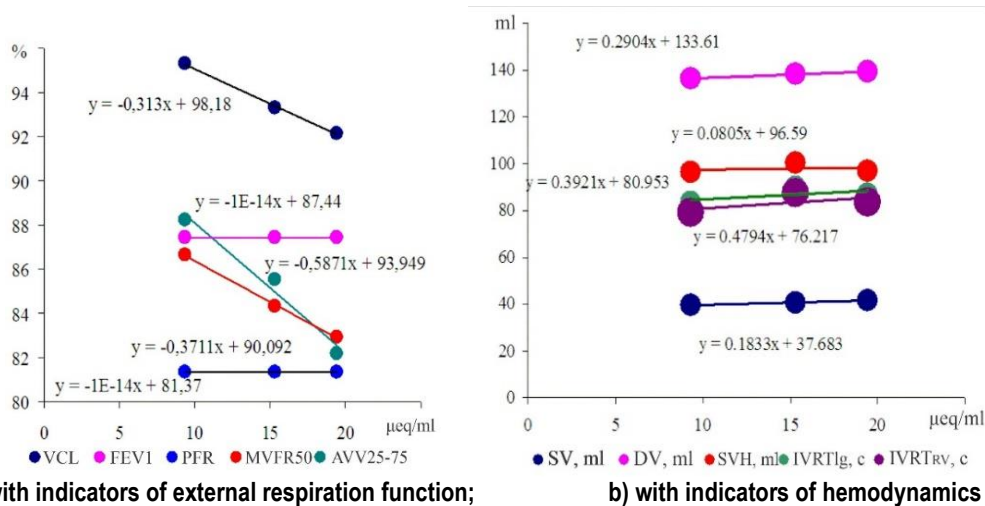 %
94
92
90
88
86
84
82
80
0
5
10
15
20
μeq/ml
y = -0,313x + 98,18
y = -1E-14x + 87,44
y = -0,5871x + 93,949
y = -0,3711x + 90,092
y = -1E-14x + 81,37
VCL FEV1 PFR MVFR50 AVV25-75
with indicators of external respiration function;
ml
140
120
100
80
60
40
20
0
0
5
10
15
20
μeq/ml
y = 0.2904x + 133.61
y = 0.0805x + 96.59
y = 0.3921x + 80.953
y = 0.4794x + 76.217
y = 0.1833x + 37.683
SV, ml DV, ml SVH, ml IVRTlg, c IVRTRV, c
b) with indicators of hemodynamics